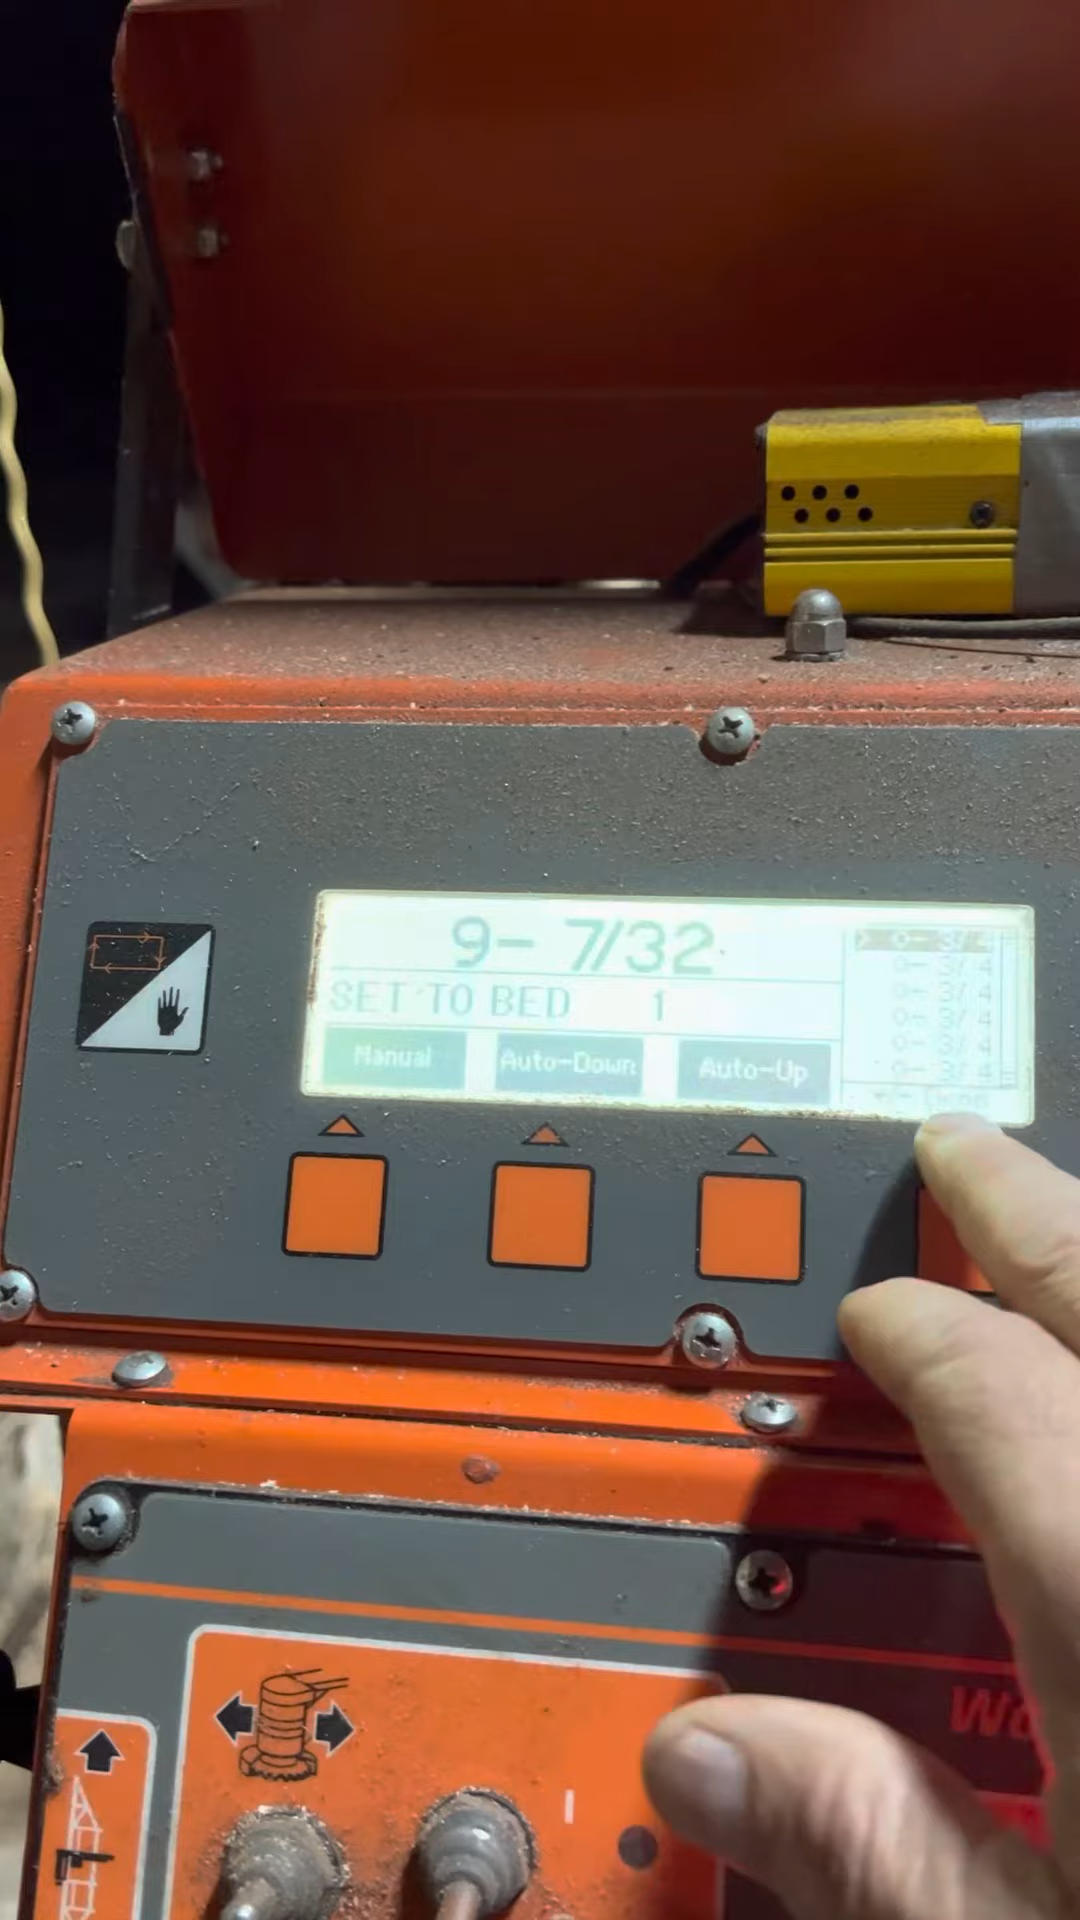 9- 7/32
SET TO BED 1
Manual
Auto-Down
Auto-Up
0- 3/ 4
0- 3/ 4
0- 3/ 4
0- 3/ 4
0- 3/ 4